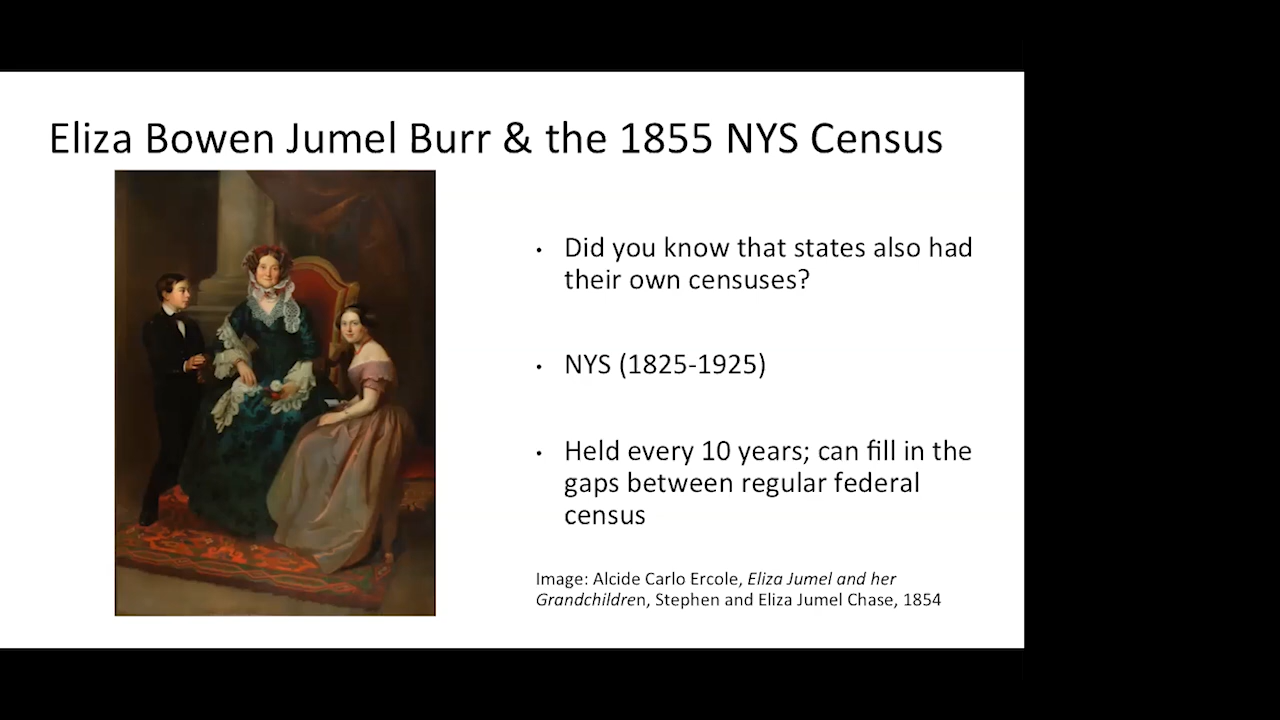 Eliza Bowen Jumel Burr & the 1855 NYS Census
• Did you know that states also had
their own censuses?
• NYS (1825-1925)
• Held every 10 years; can fill in the
gaps between regular federal
census
Image: Alcide Carlo Ercole, Eliza Jumel and her
Grandchildren, Stephen and Eliza Jumel Chase, 1854